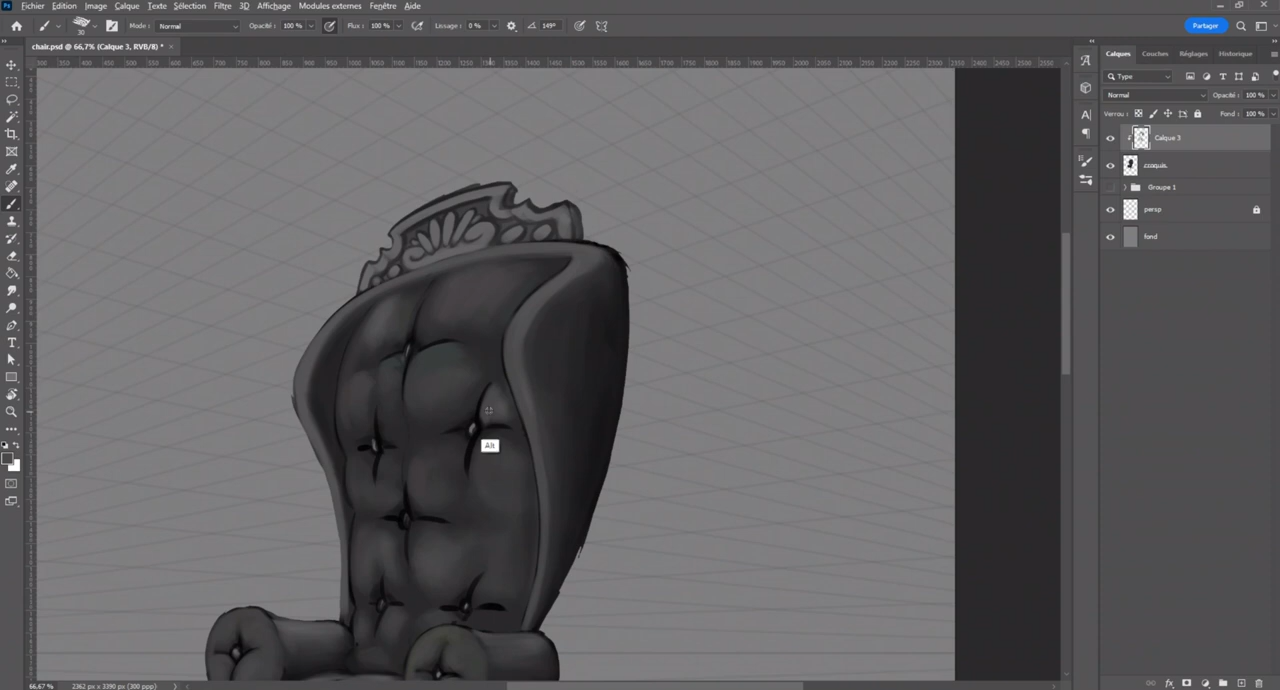 Ps Fichier Edition Image Calque Texte Sélection Filtre 3D Affichage Modules externes Fenêtre Aide
30 Mode : Normal Opacité : 100 % Flux : 100 % Lissage : 0 % 149° Partager
chair.psd @ 66,7% (Calque 3, RVB/8) * ×
Calques Couches Réglages Historique
Type
Normal Opacité : 100 %
Verrou : Fond : 100 %
Calque 3
croquis
Groupe 1
persp
fond
Alt
66.67 % 2362 px x 3390 px (300 ppp)